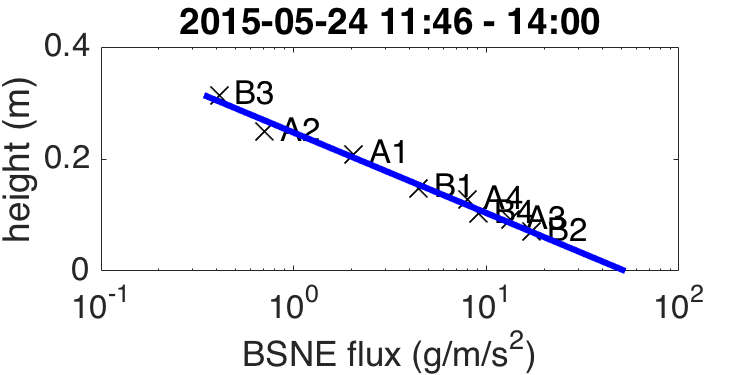 2015-05-24 11:46 - 14:00
0.4
0.2
0
height (m)
B3
A2
A1
B1
A4
B4
A3
B2
10^-1
10^0
10^1
10^2
BSNE flux (g/m/s^2)